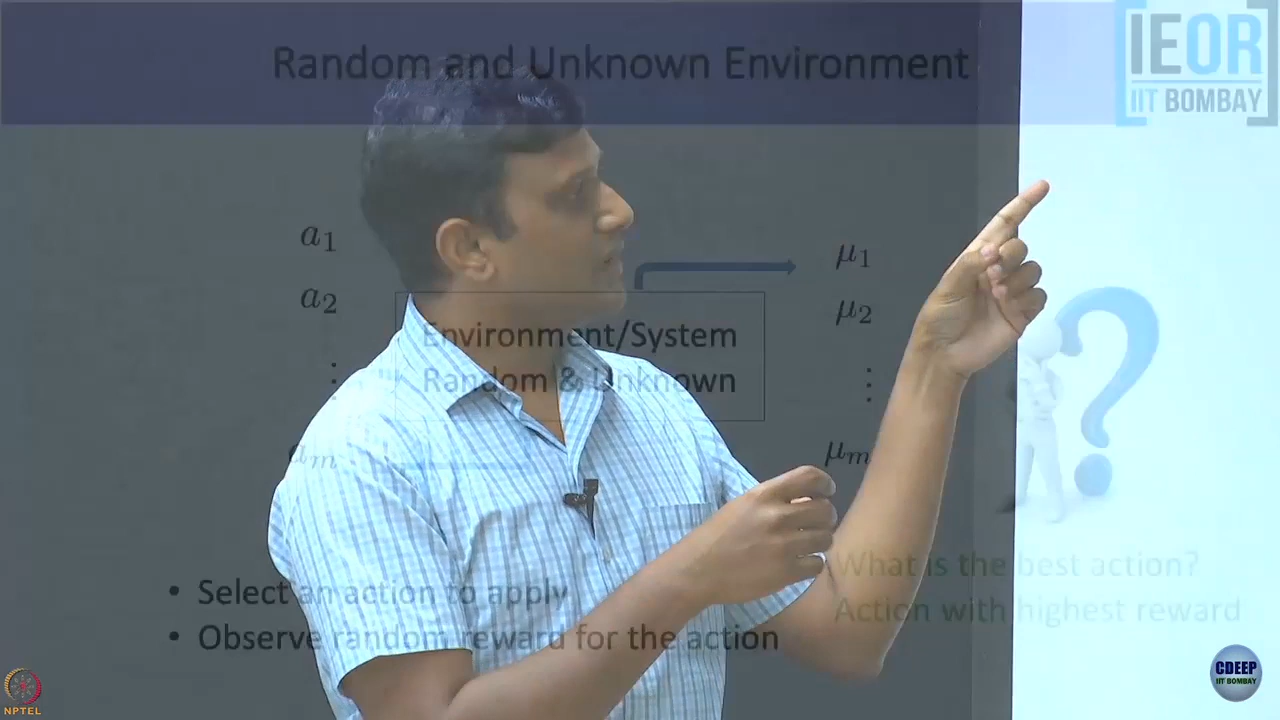 Random and Unknown Environment
IEOR
IIT BOMBAY
a1
μ1
a2
μ2
Environment/System
Random & Unknown
⋮
⋮
am
μm
What is the best action?
Action with highest reward
• Select an action to apply
• Observe random reward for the action
CDEEP
IIT BOMBAY
NPTEL